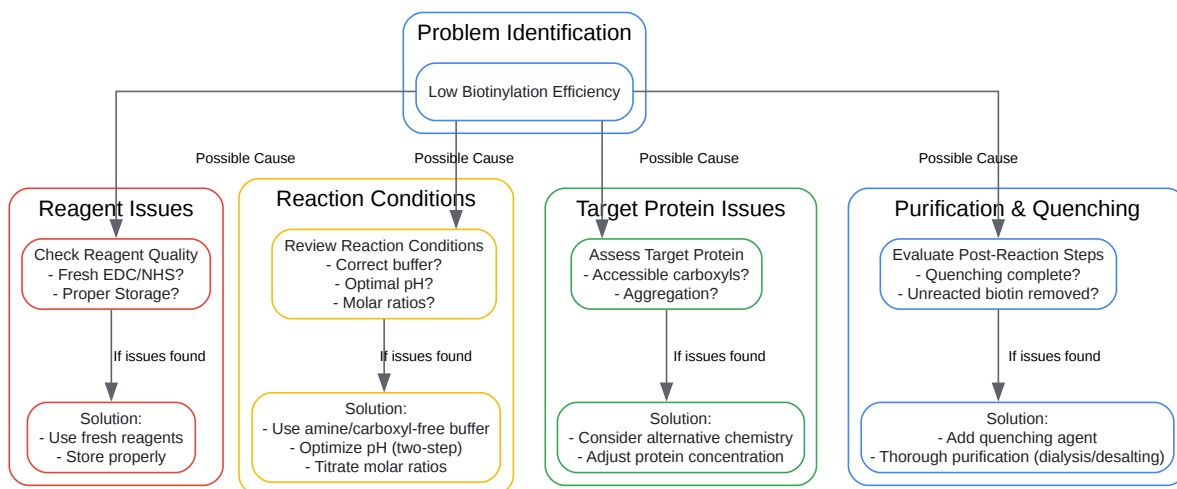 Problem Identification
Low Biotinylation Efficiency
Possible Cause
Possible Cause
Possible Cause
Possible Cause
Reagent Issues
Check Reagent Quality
- Fresh EDC/NHS?
- Proper Storage?
If issues found
Solution:
- Use fresh reagents
- Store properly
Reaction Conditions
Review Reaction Conditions
- Correct buffer?
- Optimal pH?
- Molar ratios?
If issues found
Solution:
- Use amine/carboxyl-free buffer
- Optimize pH (two-step)
- Titrate molar ratios
Target Protein Issues
Assess Target Protein
- Accessible carboxyls?
- Aggregation?
If issues found
Solution:
- Consider alternative chemistry
- Adjust protein concentration
Purification & Quenching
Evaluate Post-Reaction Steps
- Quenching complete?
- Unreacted biotin removed?
If issues found
Solution:
- Add quenching agent
- Thorough purification (dialysis/desalting)